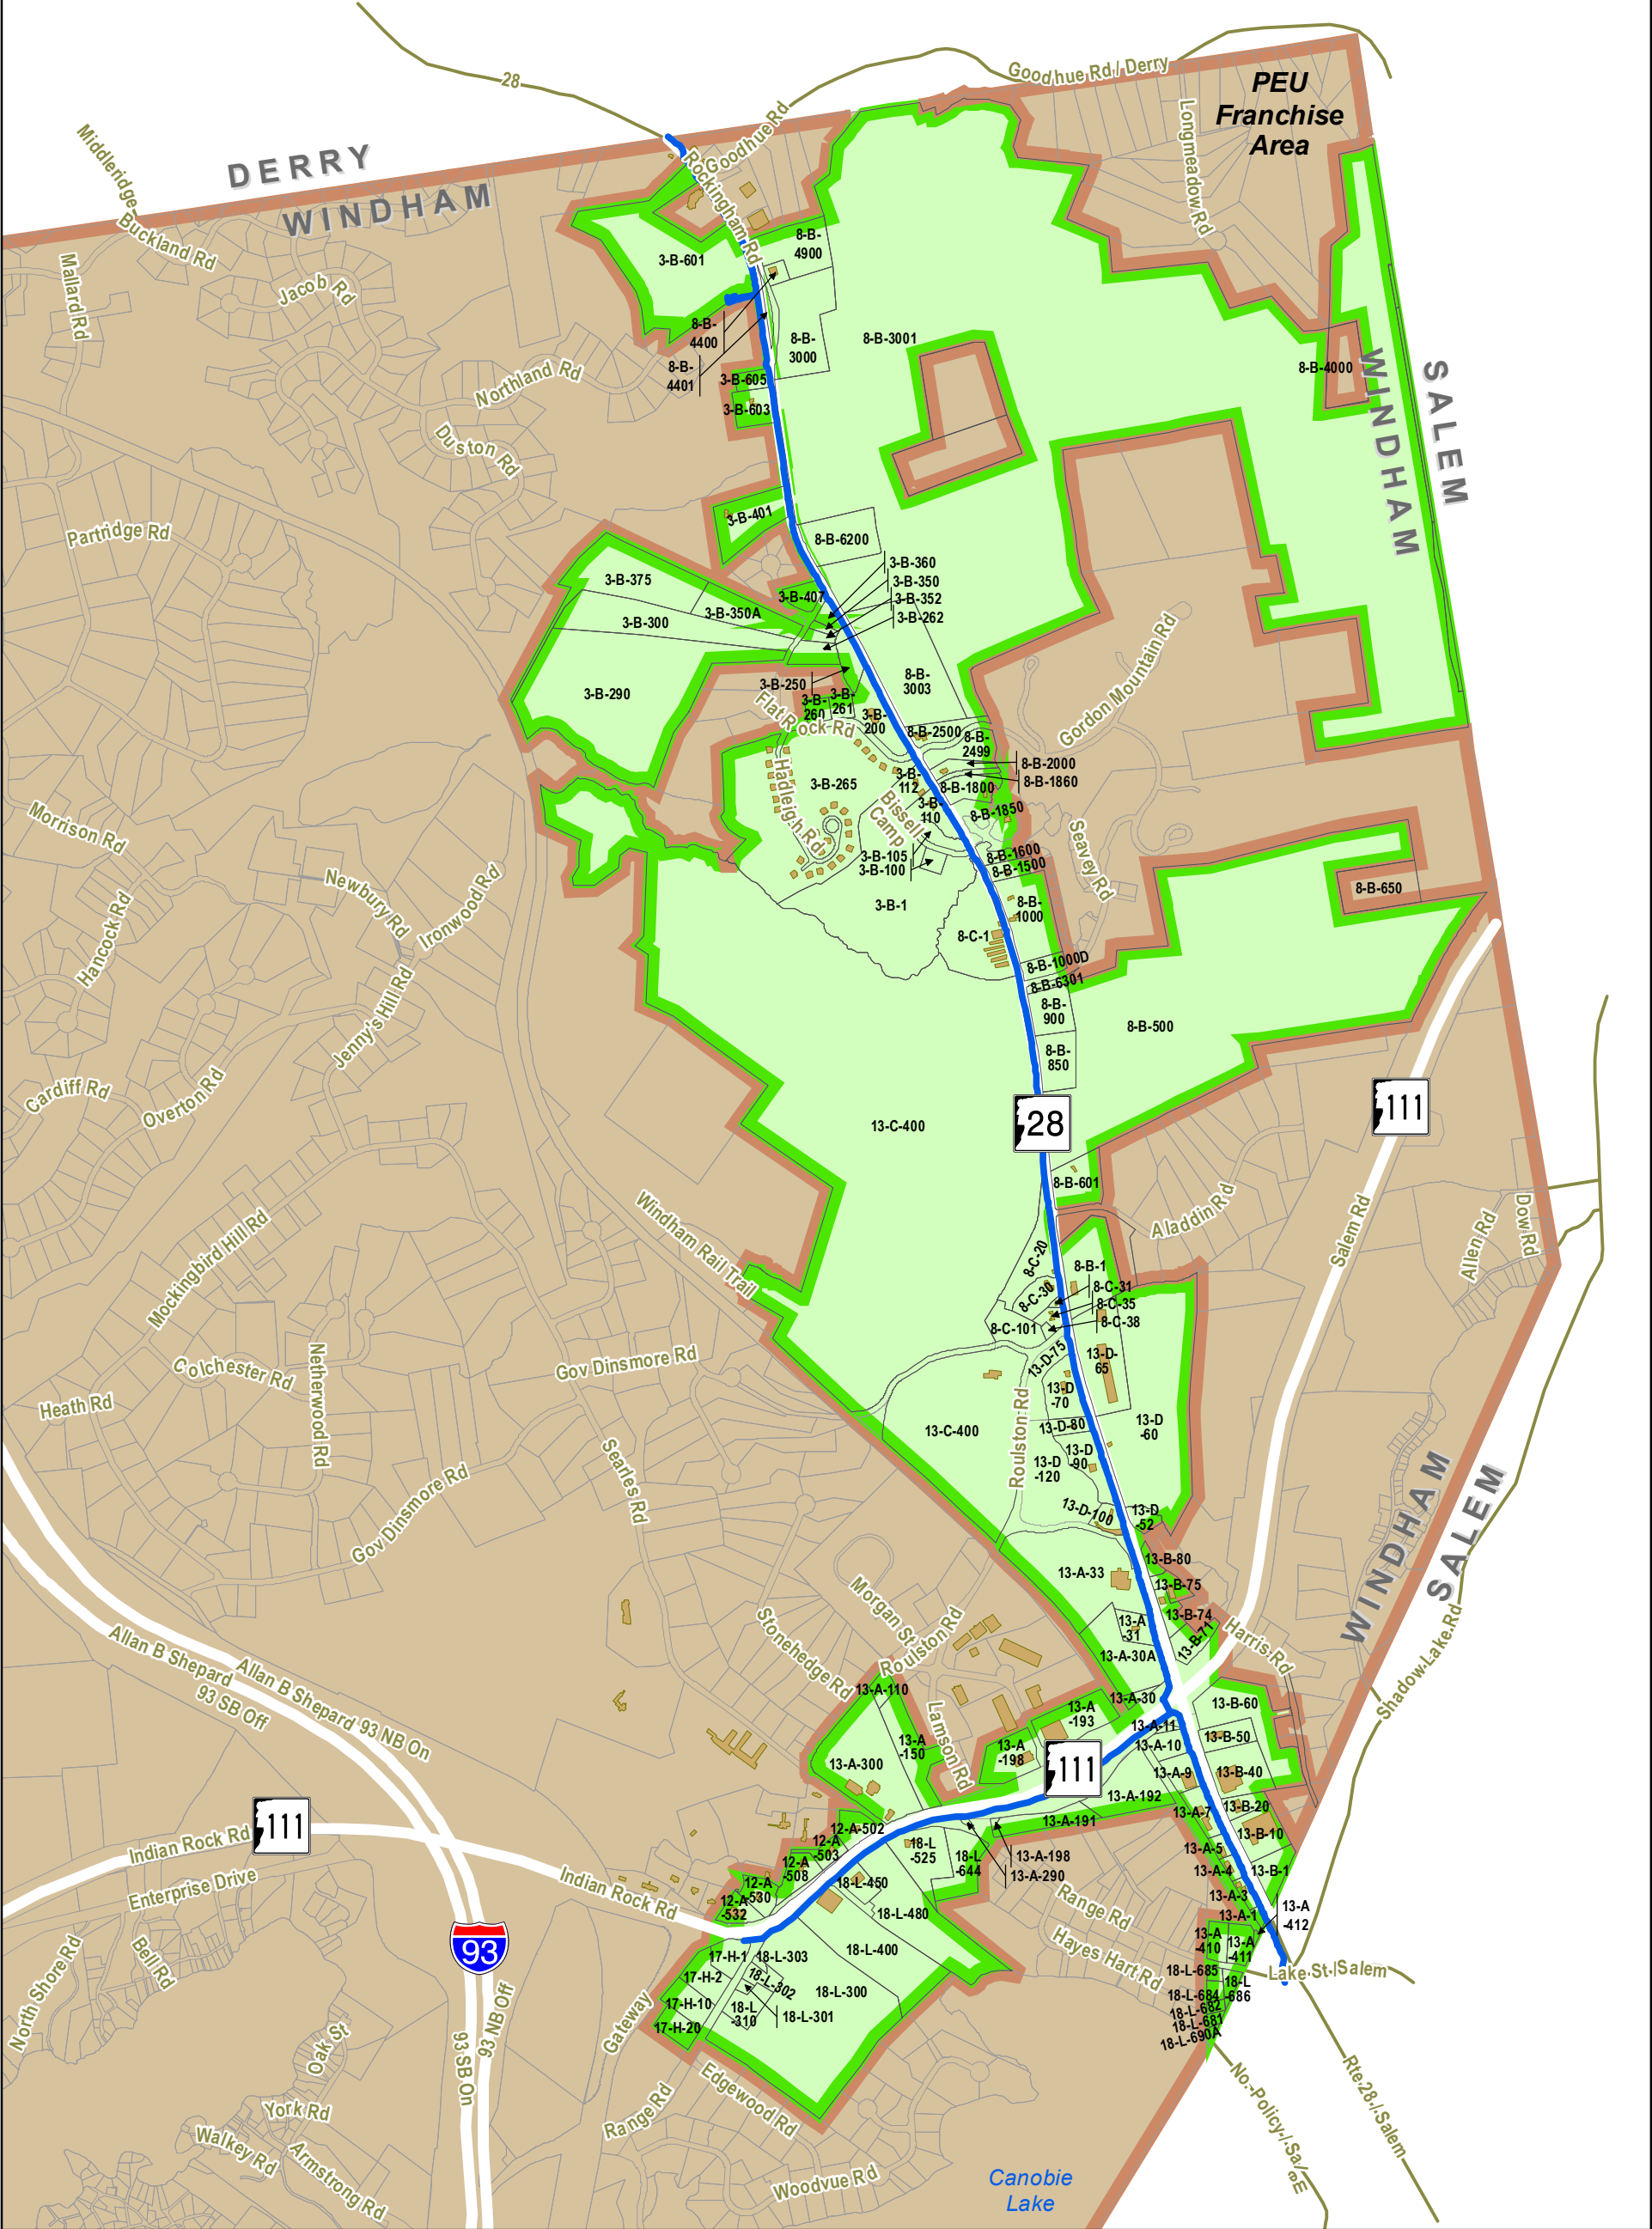 28
Goodhue Rd / Derry
PEU
Franchise
Area
Longmeadow Rd
Middleridge
DERRY
WINDHAM
Goodhue Rd
Rockingham Rd
Buckland Rd
Mallard Rd
Jacob Rd
3-B-601
8-B-
4900
8-B-
4400
8-B-
4401
8-B-
3000
8-B-3001
8-B-4000
SALEM
WINDHAM
Northland Rd
3-B-605
3-B-603
Duston Rd
Partridge Rd
3-B-401
8-B-6200
3-B-360
3-B-350
3-B-352
3-B-262
3-B-375
3-B-407
3-B-350A
3-B-300
3-B-290
3-B-250
3-B-
260
3-B-
261
3-B-
200
Flat Rock Rd
8-B-
3003
8-B-2500
8-B-
2499
8-B-2000
8-B-1860
Gordon Mountain Rd
3-B-265
Hadleigh Rd
3-B-
112
8-B-1800
3-B-
110
8-B-1850
Bissell
Camp
3-B-105
3-B-100
8-B-1600
8-B-1500
Seavey Rd
Morrison Rd
Newbury Rd
Ironwood Rd
Hancock Rd
3-B-1
8-B-
1000
8-C-1
8-B-650
8-B-1000D
8-B-6301
8-B-
900
8-B-500
8-B-
850
Jenny's Hill Rd
Cardiff Rd
Overton Rd
13-C-400
28
111
8-B-601
Aladdin Rd
Salem Rd
Allen Rd
Dow Rd
Mockingbird Hill Rd
Windham Rail Trail
8-C-20
8-B-1
8-C-30
8-C-31
8-C-35
8-C-38
8-C-101
13-D-75
13-D-
65
13-D
-70
Gov Dinsmore Rd
Colchester Rd
Netherwood Rd
Heath Rd
13-C-400
Roulston Rd
13-D-80
13-D
-60
13-D
-90
13-D
-120
13-D-100
13-D
-52
Searles Rd
Gov Dinsmore Rd
WINDHAM
SALEM
13-A-33
13-B-80
13-B-75
13-B-74
13-B-71
13-A
-31
13-A-30A
Harris Rd
Shadow Lake Rd
Morgan St
Roulston Rd
Stonehedge Rd
Allan B Shepard
93 SB Off
Allan B Shepard 93 NB On
13-A-110
13-A
-150
13-A-300
Lamson Rd
13-A
-193
13-A
-198
13-A-30
13-A-11
13-A-10
13-A-9
13-A-7
13-A-5
13-A-4
13-A-3
13-A-1
13-B-60
13-B-50
13-B-40
13-B-20
13-B-10
13-B-1
111
13-A-192
13-A-191
111
Indian Rock Rd
Enterprise Drive
Indian Rock Rd
12-A-502
12-A
-503
12-A
-508
12-A
-530
12-A
-532
18-L
-525
18-L
-644
13-A-198
13-A-290
18-L-450
18-L-480
18-L-400
18-L-300
17-H-1
18-L-303
17-H-2
18-L-302
17-H-10
17-H-20
18-L
-310
18-L-301
Range Rd
Hayes Hart Rd
13-A
-412
13-A
-410
13-A
-411
18-L-685
18-L
-686
18-L-684
18-L-682
18-L-681
18-L-690A
Lake St. / Salem
93
Bell Rd
North Shore Rd
93 NB Off
93 SB On
Gateway
Oak St
York Rd
Walkey Rd
Armstrong Rd
Range Rd
Edgewood Rd
Woodvue Rd
Canobie
Lake
No. Policy / Sa/eE
Rte 28 / Salem